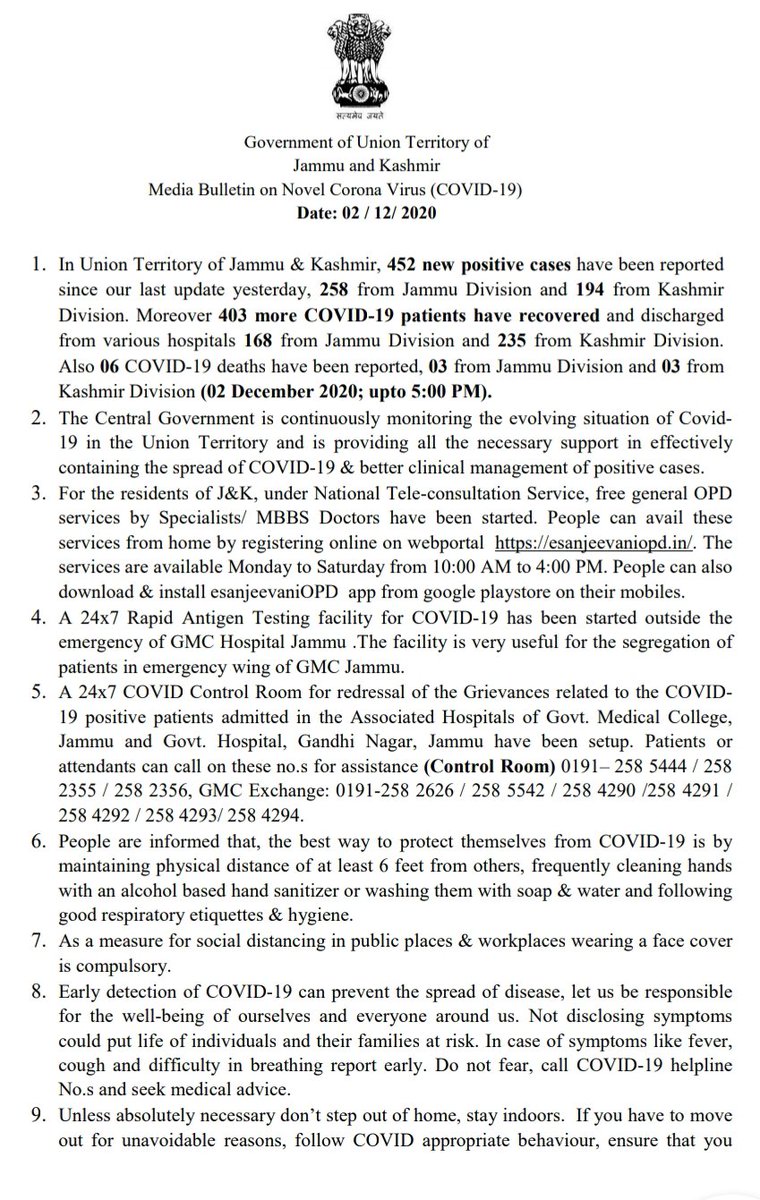 सत्यमेव जयते
Government of Union Territory of
Jammu and Kashmir
Media Bulletin on Novel Corona Virus (COVID-19)
Date: 02 / 12/ 2020
1. In Union Territory of Jammu & Kashmir, 452 new positive cases have been reported
since our last update yesterday, 258 from Jammu Division and 194 from Kashmir
Division. Moreover 403 more COVID-19 patients have recovered and discharged
from various hospitals 168 from Jammu Division and 235 from Kashmir Division.
Also 06 COVID-19 deaths have been reported, 03 from Jammu Division and 03 from
Kashmir Division (02 December 2020; upto 5:00 PM).
2. The Central Government is continuously monitoring the evolving situation of Covid-
19 in the Union Territory and is providing all the necessary support in effectively
containing the spread of COVID-19 & better clinical management of positive cases.
3. For the residents of J&K, under National Tele-consultation Service, free general OPD
services by Specialists/ MBBS Doctors have been started. People can avail these
services from home by registering online on webportal https://esanjeevaniopd.in/. The
services are available Monday to Saturday from 10:00 AM to 4:00 PM. People can also
download & install esanjeevaniOPD app from google playstore on their mobiles.
4. A 24x7 Rapid Antigen Testing facility for COVID-19 has been started outside the
emergency of GMC Hospital Jammu .The facility is very useful for the segregation of
patients in emergency wing of GMC Jammu.
5. A 24x7 COVID Control Room for redressal of the Grievances related to the COVID-
19 positive patients admitted in the Associated Hospitals of Govt. Medical College,
Jammu and Govt. Hospital, Gandhi Nagar, Jammu have been setup. Patients or
attendants can call on these no.s for assistance (Control Room) 0191– 258 5444 / 258
2355 / 258 2356, GMC Exchange: 0191-258 2626 / 258 5542 / 258 4290 /258 4291 /
258 4292 / 258 4293/ 258 4294.
6. People are informed that, the best way to protect themselves from COVID-19 is by
maintaining physical distance of at least 6 feet from others, frequently cleaning hands
with an alcohol based hand sanitizer or washing them with soap & water and following
good respiratory etiquettes & hygiene.
7. As a measure for social distancing in public places & workplaces wearing a face cover
is compulsory.
8. Early detection of COVID-19 can prevent the spread of disease, let us be responsible
for the well-being of ourselves and everyone around us. Not disclosing symptoms
could put life of individuals and their families at risk. In case of symptoms like fever,
cough and difficulty in breathing report early. Do not fear, call COVID-19 helpline
No.s and seek medical advice.
9. Unless absolutely necessary don’t step out of home, stay indoors. If you have to move
out for unavoidable reasons, follow COVID appropriate behaviour, ensure that you